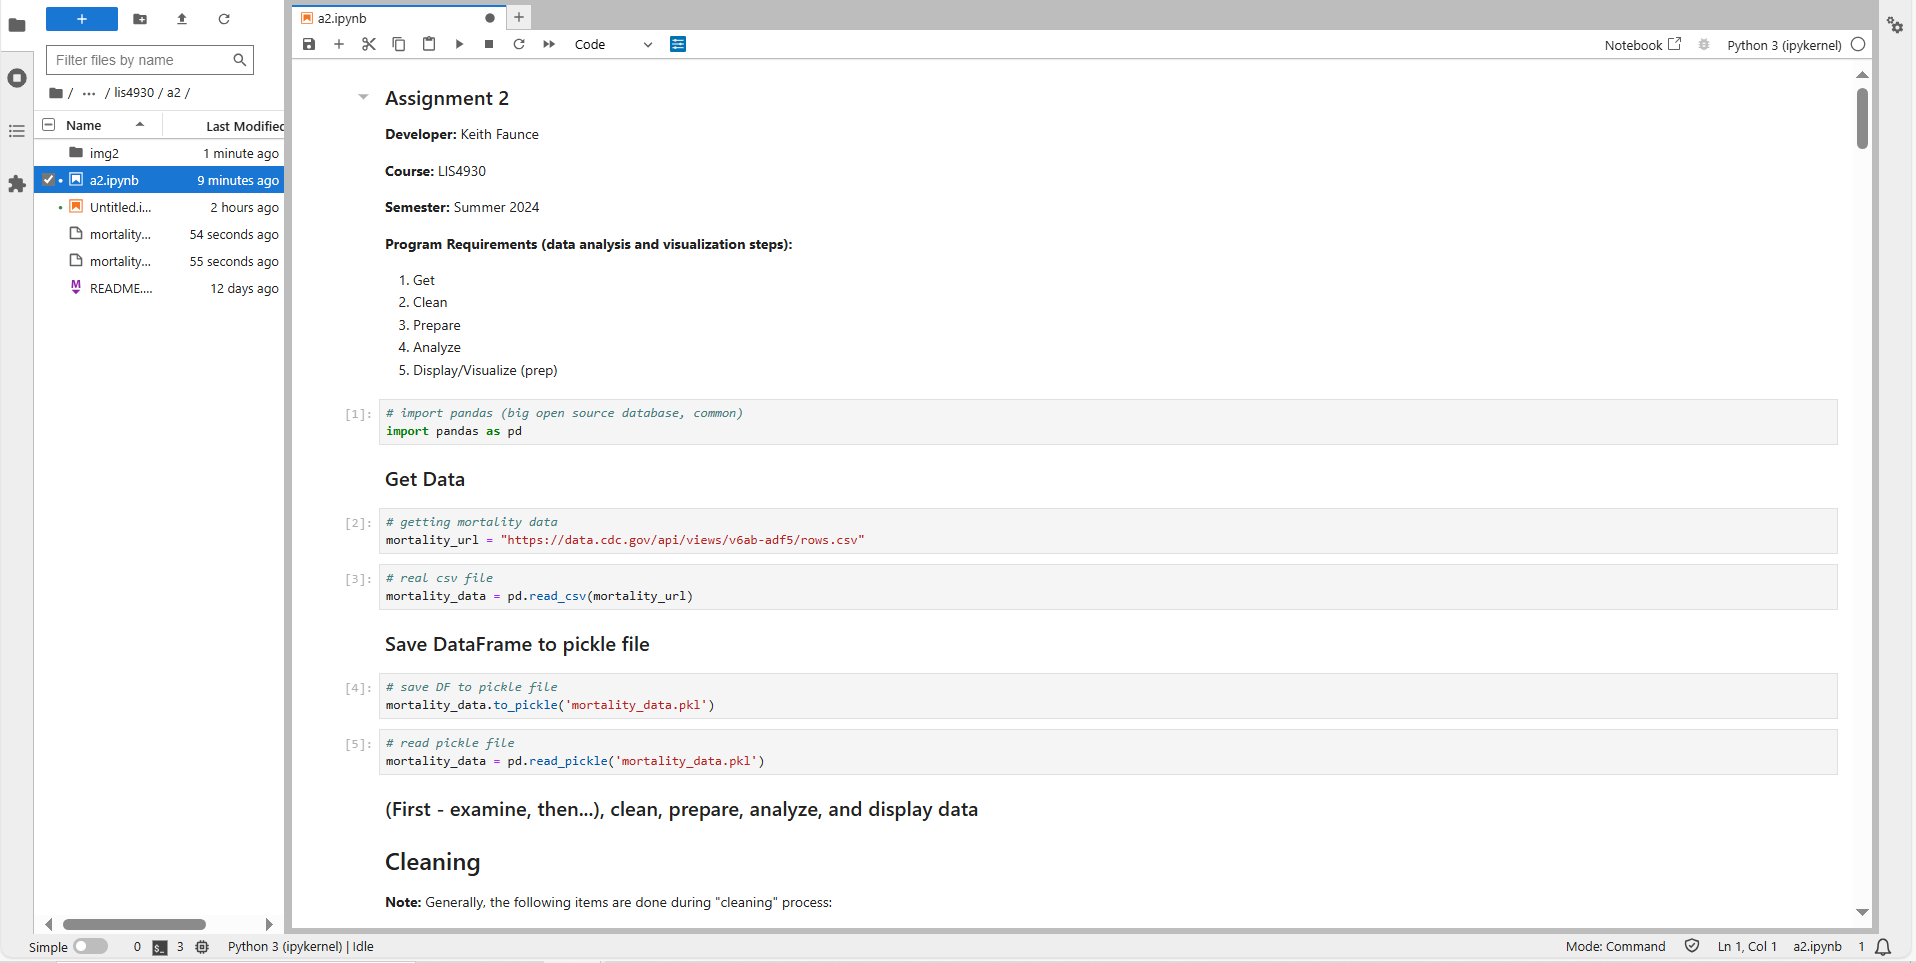 a2.ipynb
Filter files by name
Code
Notebook
Python 3 (ipykernel)
/ ... / lis4930 / a2 /
Name
Last Modified
img2
1 minute ago
a2.ipynb
9 minutes ago
Untitled.i...
2 hours ago
mortality...
54 seconds ago
mortality...
55 seconds ago
README....
12 days ago
Assignment 2
Developer: Keith Faunce
Course: LIS4930
Semester: Summer 2024
Program Requirements (data analysis and visualization steps):
1. Get
2. Clean
3. Prepare
4. Analyze
5. Display/Visualize (prep)
[1]:
# import pandas (big open source database, common)
import pandas as pd
Get Data
[2]:
# getting mortality data
mortality_url = "https://data.cdc.gov/api/views/v6ab-adf5/rows.csv"
[3]:
# real csv file
mortality_data = pd.read_csv(mortality_url)
Save DataFrame to pickle file
[4]:
# save DF to pickle file
mortality_data.to_pickle('mortality_data.pkl')
[5]:
# read pickle file
mortality_data = pd.read_pickle('mortality_data.pkl')
(First - examine, then...), clean, prepare, analyze, and display data
Cleaning
Note: Generally, the following items are done during "cleaning" process:
Simple
0
3
Python 3 (ipykernel) | Idle
Mode: Command
Ln 1, Col 1
a2.ipynb
1